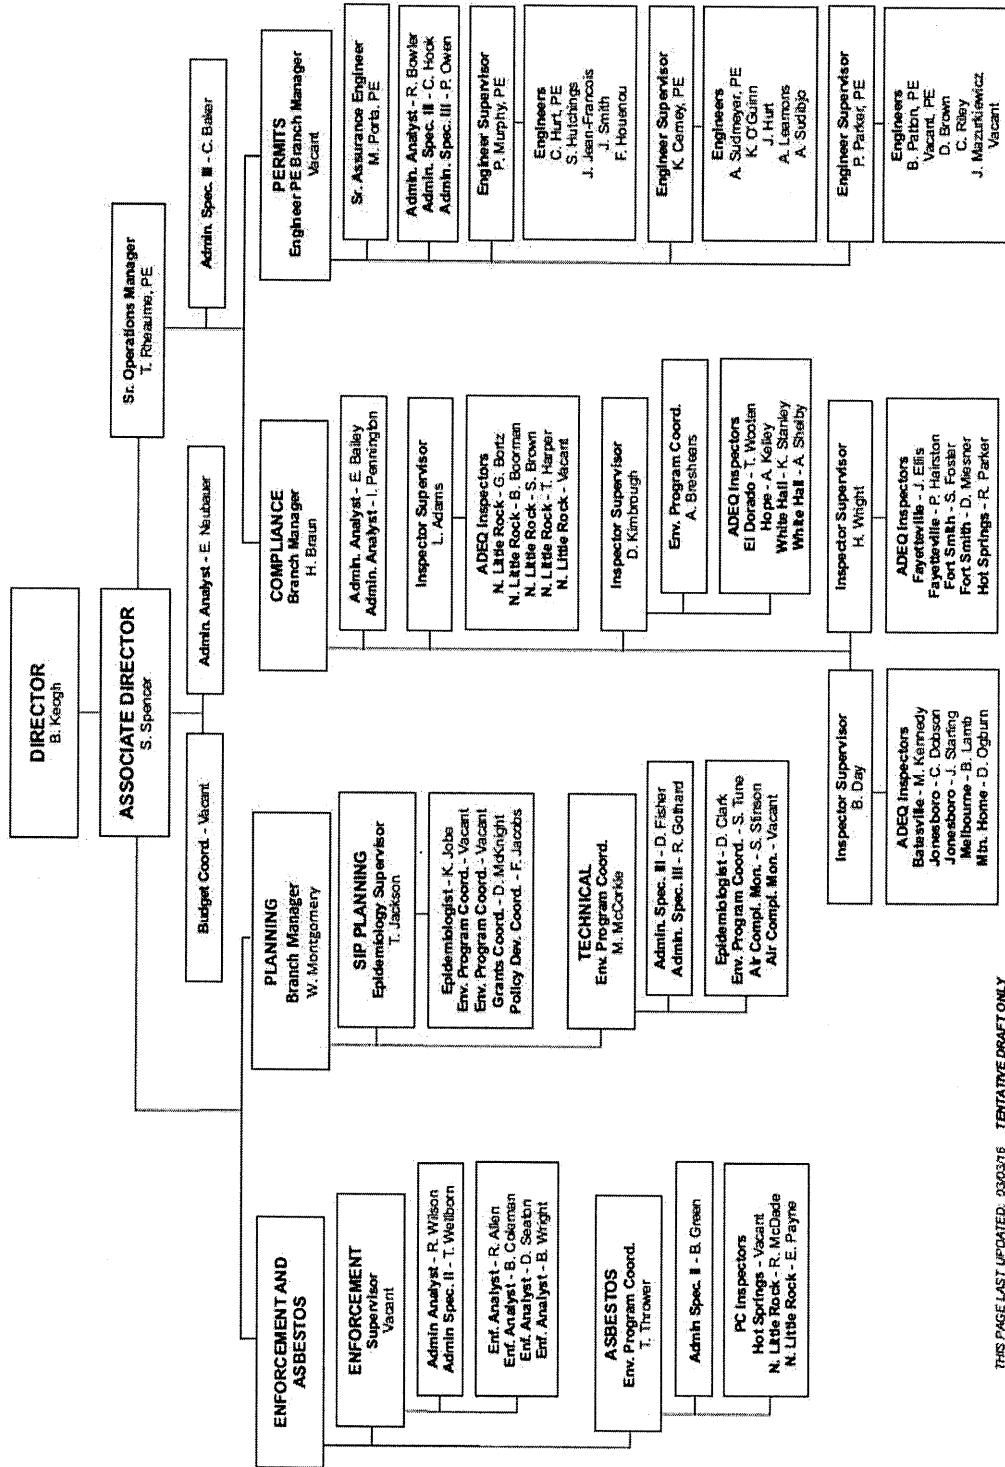 DIRECTOR
B. Keogh
ASSOCIATE DIRECTOR
S. Spencer
Budget Coord. - Vacant
Admin. Analyst - E. Neubauer
Sr. Operations Manager
T. Rheaume, PE
Admin. Spec. III - C. Baker
ENFORCEMENT AND
ASBESTOS
ENFORCEMENT
Supervisor
Vacant
Admin Analyst - R. Wilson
Admin Spec. II - T. Wellborn
Enf. Analyst - R. Allen
Enf. Analyst - B. Coleman
Enf. Analyst - D. Seaton
Enf. Analyst - B. Wright
ASBESTOS
Env. Program Coord.
T. Thrower
Admin Spec. II - B. Green
PC Inspectors
Hot Springs - Vacant
N. Little Rock - R. McDade
N. Little Rock - E. Payne
PLANNING
Branch Manager
W. Montgomery
SIP PLANNING
Epidemiology Supervisor
T. Jackson
Epidemiologist - K. Jobe
Env. Program Coord. - Vacant
Env. Program Coord. - Vacant
Grants Coord. - D. McKnight
Policy Dev. Coord. - F. Jacobs
TECHNICAL
Env. Program Coord.
M. McCorkle
Admin. Spec. III - D. Fisher
Admin. Spec. III - R. Gothard
Epidemiologist - D. Clark
Env. Program Coord. - S. Tune
Air Compl. Mon. - S. Stinson
Air Compl. Mon. - Vacant
COMPLIANCE
Branch Manager
H. Braun
Admin. Analyst - E. Bailey
Admin. Analyst - I. Pennington
Inspector Supervisor
L. Adams
ADEQ Inspectors
N. Little Rock - G. Bortz
N. Little Rock - B. Boorman
N. Little Rock - S. Brown
N. Little Rock - T. Harper
N. Little Rock - Vacant
Inspector Supervisor
D. Kimbrough
Env. Program Coord.
A. Breshears
ADEQ Inspectors
El Dorado - T. Wooten
Hope - A. Kelley
White Hall - K. Stanley
White Hall - A. Shelby
Inspector Supervisor
B. Day
ADEQ Inspectors
Batesville - M. Kennedy
Jonesboro - C. Dobson
Jonesboro - J. Starling
Melbourne - B. Lamb
Mtn. Home - D. Ogburn
Inspector Supervisor
H. Wright
ADEQ Inspectors
Fayetteville - J. Ellis
Fayetteville - P. Hairston
Fort Smith - S. Foster
Fort Smith - D. Miesner
Hot Springs - R. Parker
PERMITS
Engineer PE Branch Manager
Vacant
Sr. Assurance Engineer
M. Porta, PE
Admin. Analyst - R. Bowler
Admin. Spec. III - C. Hook
Admin. Spec. III - P. Owen
Engineer Supervisor
P. Murphy, PE
Engineers
C. Hurt, PE
S. Hutchings
J. Jean-Francois
J. Smith
F. Houenou
Engineer Supervisor
K. Cerney, PE
Engineers
A. Sudmeyer, PE
K. O'Guinn
J. Hurt
A. Leamons
A. Sudibjo
Engineer Supervisor
P. Parker, PE
Engineers
B. Patton, PE
Vacant, PE
D. Brown
C. Riley
J. Mazurkiewicz
Vacant
THIS PAGE LAST UPDATED: 03/03/16 TENTATIVE DRAFT ONLY